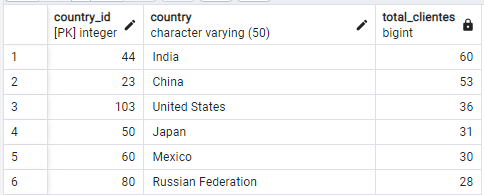 country_id country total_clientes
[PK] integer character varying (50) bigint
1 44 India 60
2 23 China 53
3 103 United States 36
4 50 Japan 31
5 60 Mexico 30
6 80 Russian Federation 28